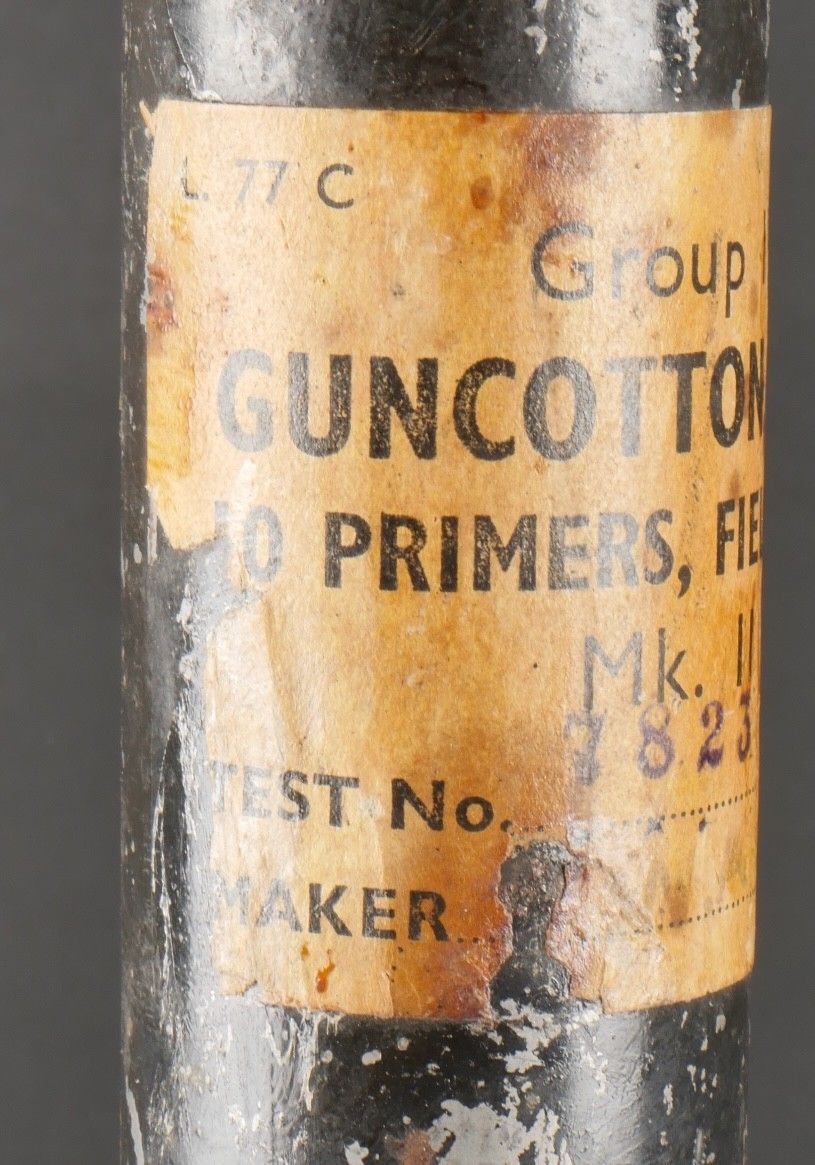 L. 77 C
Group
GUNCOTTON
10 PRIMERS, FIE
Mk. II
7823
TEST No.
MAKER